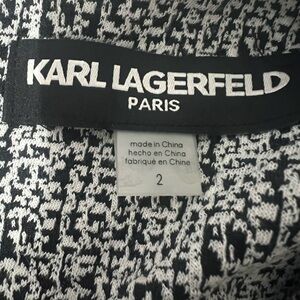 KARL LAGERFELD
PARIS
made in China
hecho en China
fabriqué en Chine
2